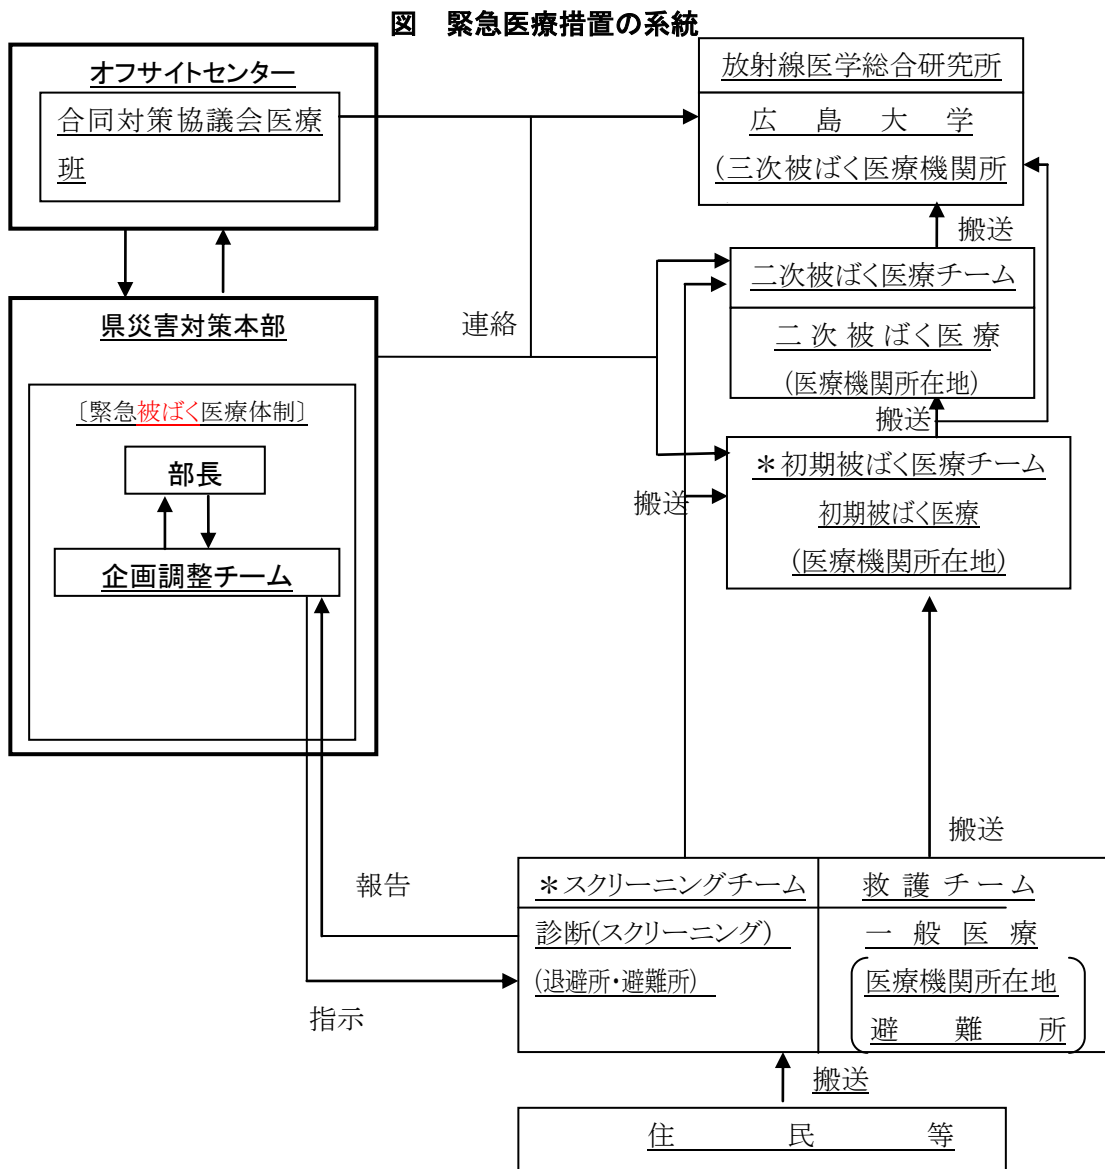 図　緊急医療措置の系統
オフサイトセンター
合同対策協議会医療
班
放射線医学総合研究所
広島大学
(三次被ばく医療機関所
搬送
二次被ばく医療チーム
二次被ばく医療
(医療機関所在地)
連絡
県災害対策本部
〔緊急被ばく医療体制〕
部長
企画調整チーム
搬送
＊初期被ばく医療チーム
初期被ばく医療
(医療機関所在地)
搬送
搬送
報告
指示
＊スクリーニングチーム
診断(スクリーニング)
(退避所・避難所)
救護チーム
一般医療
医療機関所在地
避難所
搬送
住民等